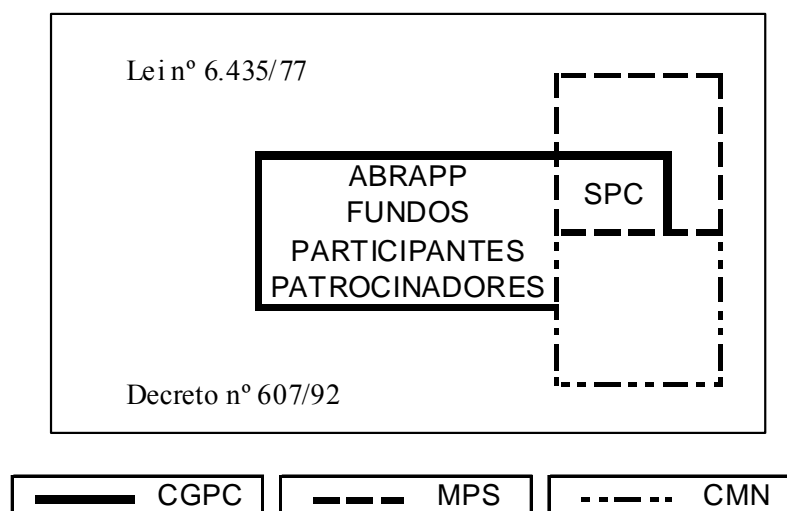 Lei nº 6.435/77
ABRAPP
FUNDOS
PARTICIPANTES
PATROCINADORES
SPC
Decreto nº 607/92
CGPC
MPS
CMN